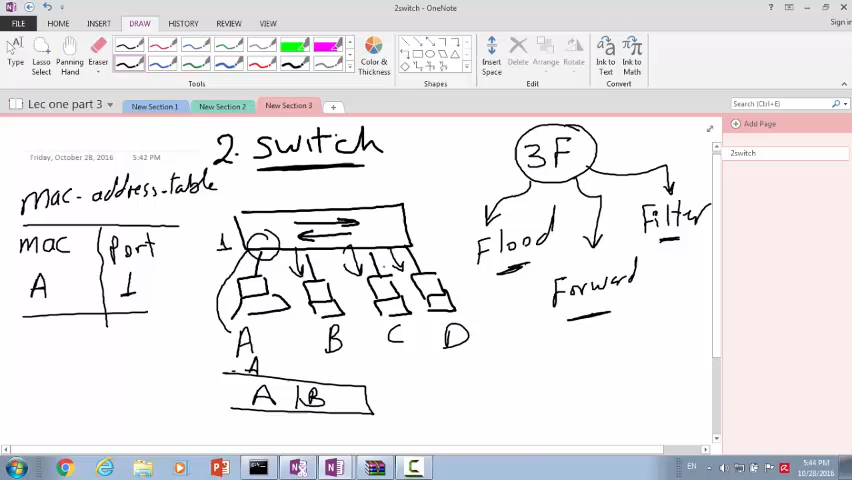 2switch - OneNote
FILE HOME INSERT DRAW HISTORY REVIEW VIEW
Sign in
Type Lasso Select Panning Hand Eraser Color & Thickness Insert Space Delete Arrange Rotate Ink to Text Ink to Math
Tools Shapes Edit Convert
Lec one part 3 New Section 1 New Section 2 New Section 3
Search (Ctrl+E)
Add Page
2switch
Friday, October 28, 2016 5:42 PM
2. switch
3F
mac-address-table
mac Port
A 1
1
Flood
Forward
Filter
A B C D
.A
A B
EN
5:44 PM
10/28/2016